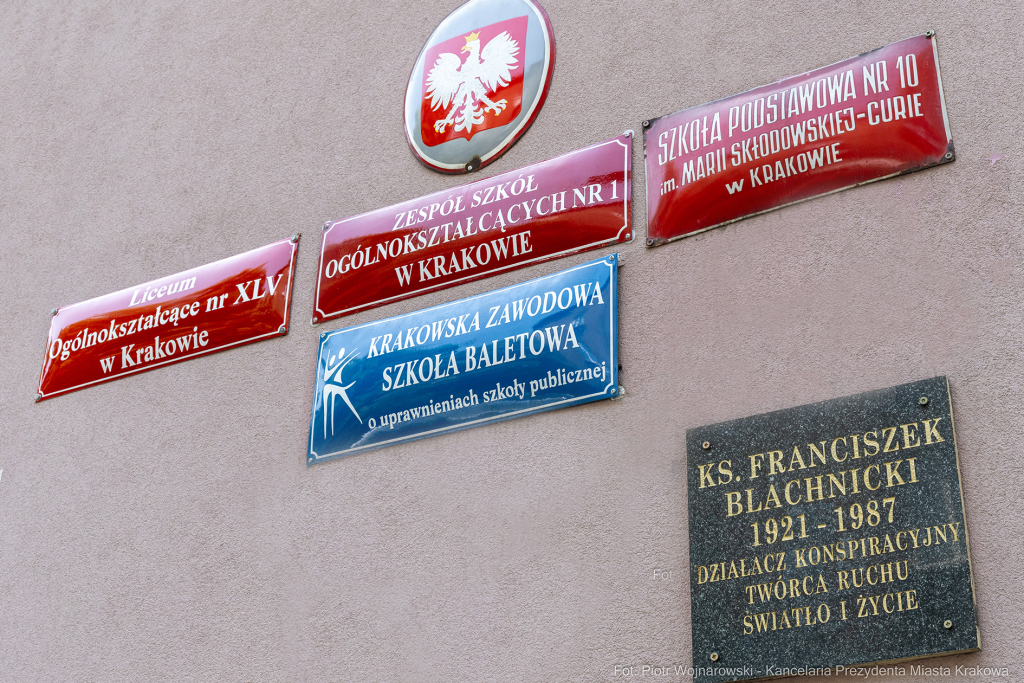 Liceum
Ogólnokształcące nr XLV
w Krakowie
ZESPÓŁ SZKÓŁ
OGÓLNOKSZTAŁCĄCYCH NR 1
W KRAKOWIE
SZKOŁA PODSTAWOWA NR 10
im. MARII SKŁODOWSKIEJ-CURIE
w KRAKOWIE
KRAKOWSKA ZAWODOWA
SZKOŁA BALETOWA
o uprawnieniach szkoły publicznej
KS. FRANCISZEK
BLACHNICKI
1921 - 1987
DZIAŁACZ KONSPIRACYJNY
TWÓRCA RUCHU
ŚWIATŁO I ŻYCIE
Fot
Fot: Piotr Wojnarowski - Kancelaria Prezydenta Miasta Krakowa